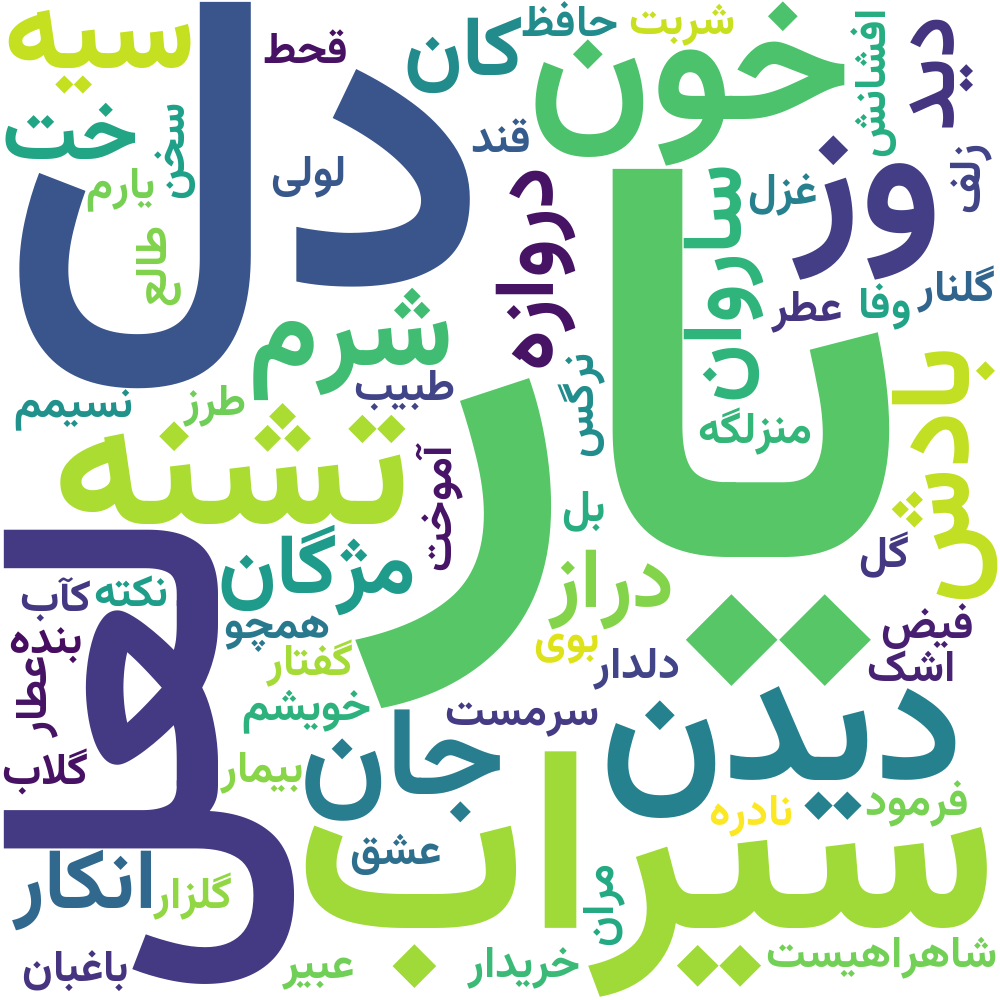 سیه
قحط
کان
حافظ
شربت
افشانش
دید
دل
خون
خت
سخن
یارم
لولی
قند
وز
زلف
غزل
ساروان
دروازه
طالع
گلنار
وفا
عطر
شرم
یار
بادش
طبیب
نرگس
نسیمم
طرز
تشنه
منزلگه
آموخت
بل
گل
لعل
مژگان
دراز
کآب
نکته
همچو
بوی
فیض
بنده
گفتار
دلدار
اشک
عطار
خویشم
سرمست
دیدن
جان
گلاب
بیمار
نادره
فرمود
سیراب
عشق
انکار
گلزار
مران
باغبان
عبیر
خریدار
شاهراهیست